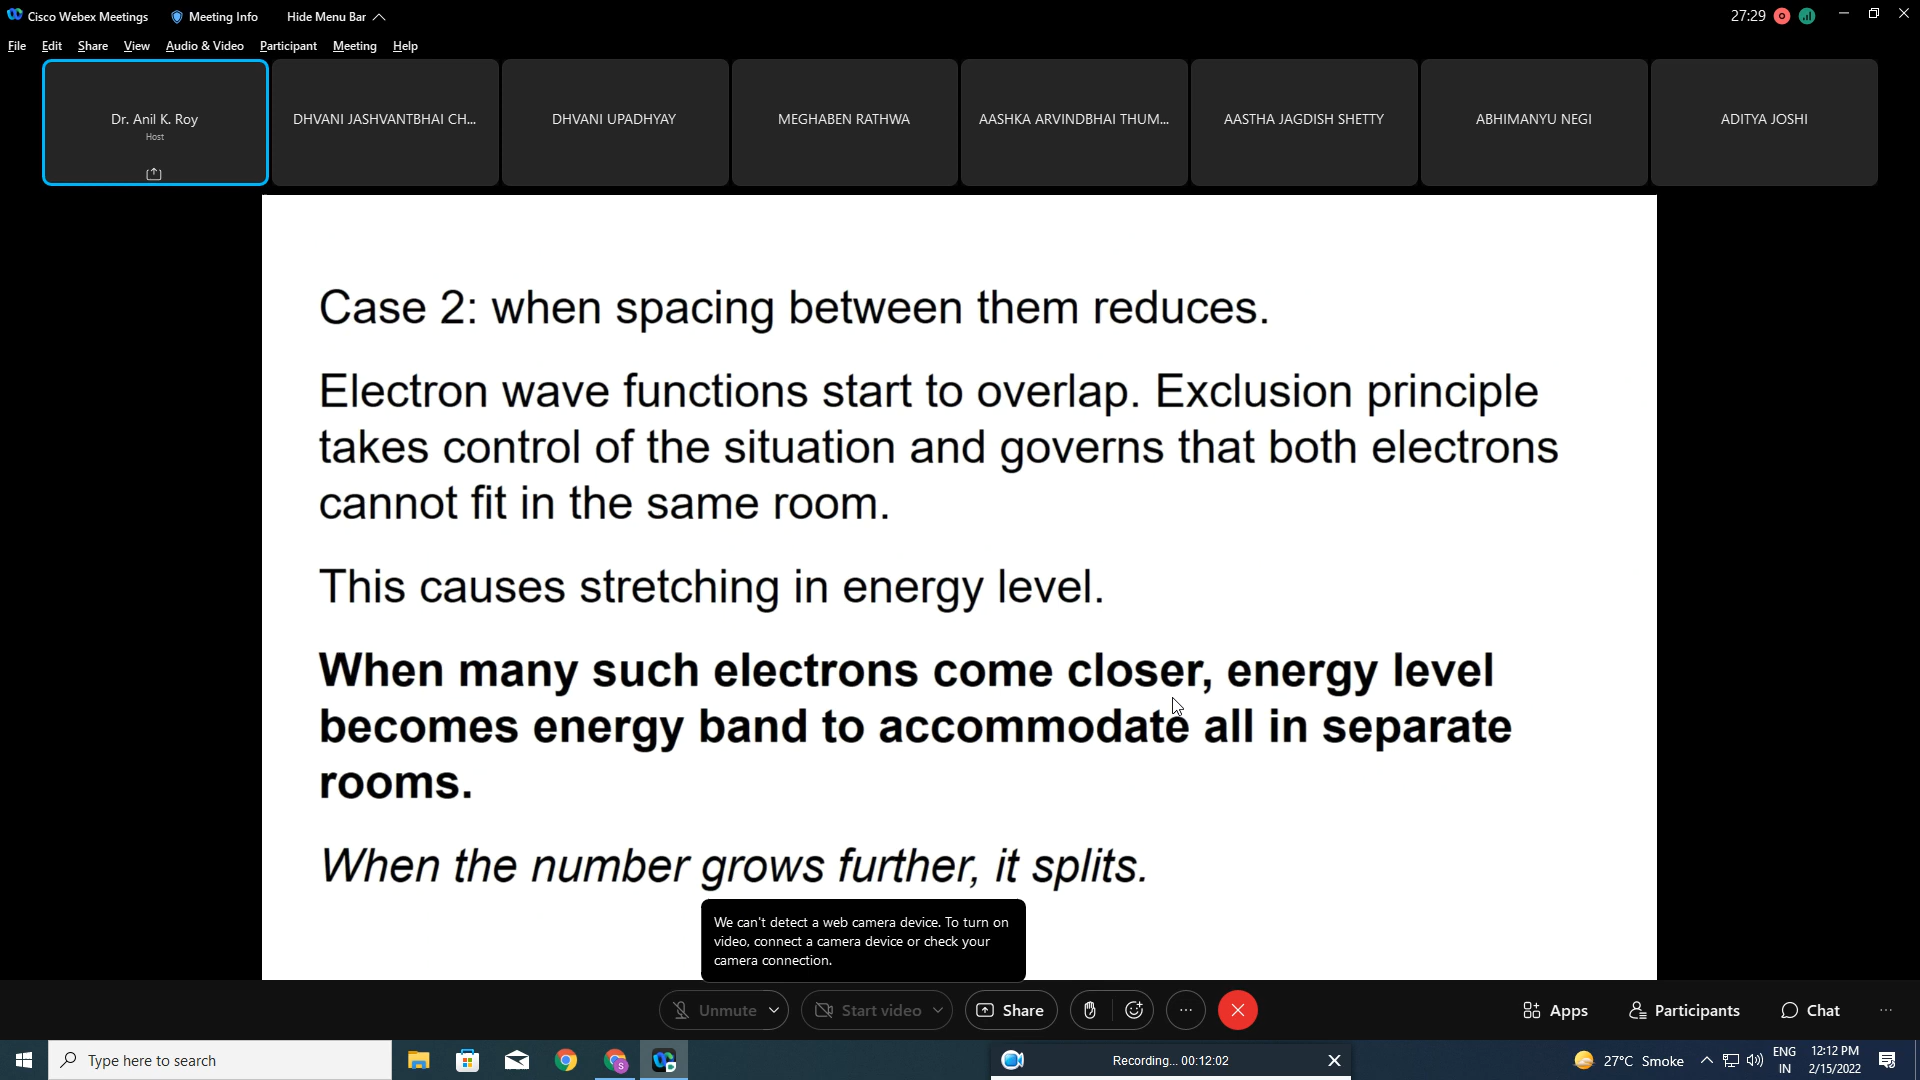 Cisco Webex Meetings Meeting Info Hide Menu Bar 27:29
File Edit Share View Audio & Video Participant Meeting Help
Dr. Anil K. Roy
Host
DHVANI JASHVANTBHAI CH...
DHVANI UPADHYAY
MEGHABEN RATHWA
AASHKA ARVINDBHAI THUM...
AASTHA JAGDISH SHETTY
ABHIMANYU NEGI
ADITYA JOSHI
Case 2: when spacing between them reduces.
Electron wave functions start to overlap. Exclusion principle
takes control of the situation and governs that both electrons
cannot fit in the same room.
This causes stretching in energy level.
When many such electrons come closer, energy level
becomes energy band to accommodate all in separate
rooms.
When the number grows further, it splits.
We can't detect a web camera device. To turn on
video, connect a camera device or check your
camera connection.
Unmute Start video Share Apps Participants Chat
Type here to search
S
Recording... 00:12:02
27°C Smoke
ENG
IN
12:12 PM
2/15/2022